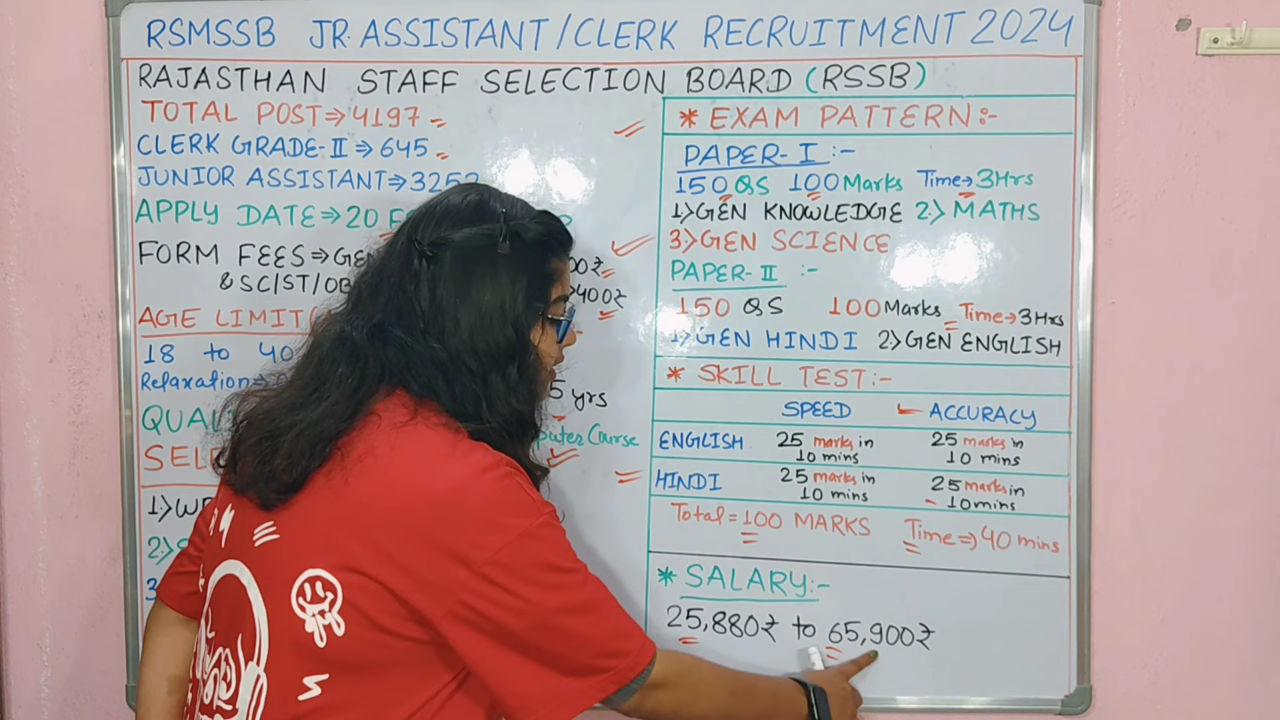 RSMSSB JR. ASSISTANT/CLERK RECRUITMENT 2024
RAJASTHAN STAFF SELECTION BOARD (RSSB)
TOTAL POST⇒4197
CLERK GRADE-II⇒645
JUNIOR ASSISTANT⇒325
APPLY DATE⇒20
FORM FEES⇒
& SC/ST/OB
400₹
AGE LIMIT
18 to 40
Relaxation⇒
5 yrs
Course
1.>
2.>
3
* EXAM PATTERN:-
PAPER-I :-
150 QS 100 Marks Time→3Hrs
1.>GEN KNOWLEDGE 2.> MATHS
3.>GEN SCIENCE
PAPER-II :-
150 QS 100 Marks Time→3Hrs
1.>GEN HINDI 2.>GEN ENGLISH
* SKILL TEST:-
SPEED ACCURACY
ENGLISH 25 marks in 10 mins 25 marks in 10 mins
HINDI 25 marks in 10 mins 25 marks in 10 mins
Total = 100 MARKS Time⇒40 mins
* SALARY:-
25,880₹ to 65,900₹